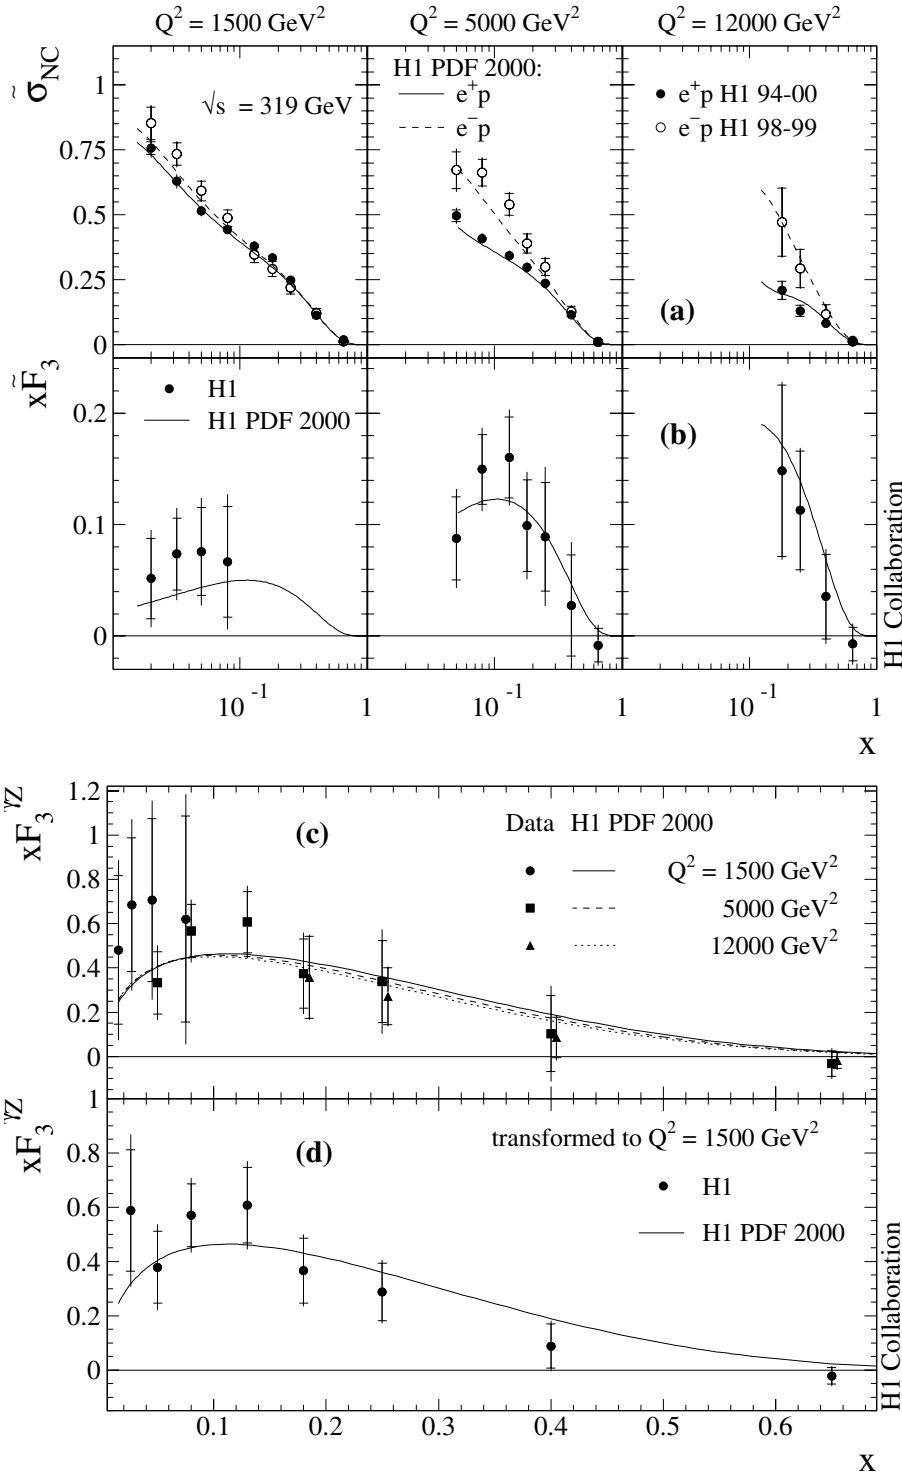 Q² = 1500 GeV² Q² = 5000 GeV² Q² = 12000 GeV²
σ̃NC
1
0.75
0.5
0.25
0
√s = 319 GeV
H1 PDF 2000:
e⁺p
e⁻p
e⁺p H1 94-00
e⁻p H1 98-99
(a)
xF̃₃
0.2
0.1
0
H1
H1 PDF 2000
(b)
10⁻¹ 1 10⁻¹ 1 10⁻¹ 1
x
H1 Collaboration
xF₃^γZ
1.2
1
0.8
0.6
0.4
0.2
0
(c)
Data H1 PDF 2000
Q² = 1500 GeV²
5000 GeV²
12000 GeV²
xF₃^γZ
1
0.8
0.6
0.4
0.2
0
(d)
transformed to Q² = 1500 GeV²
H1
H1 PDF 2000
0.1 0.2 0.3 0.4 0.5 0.6
x
H1 Collaboration